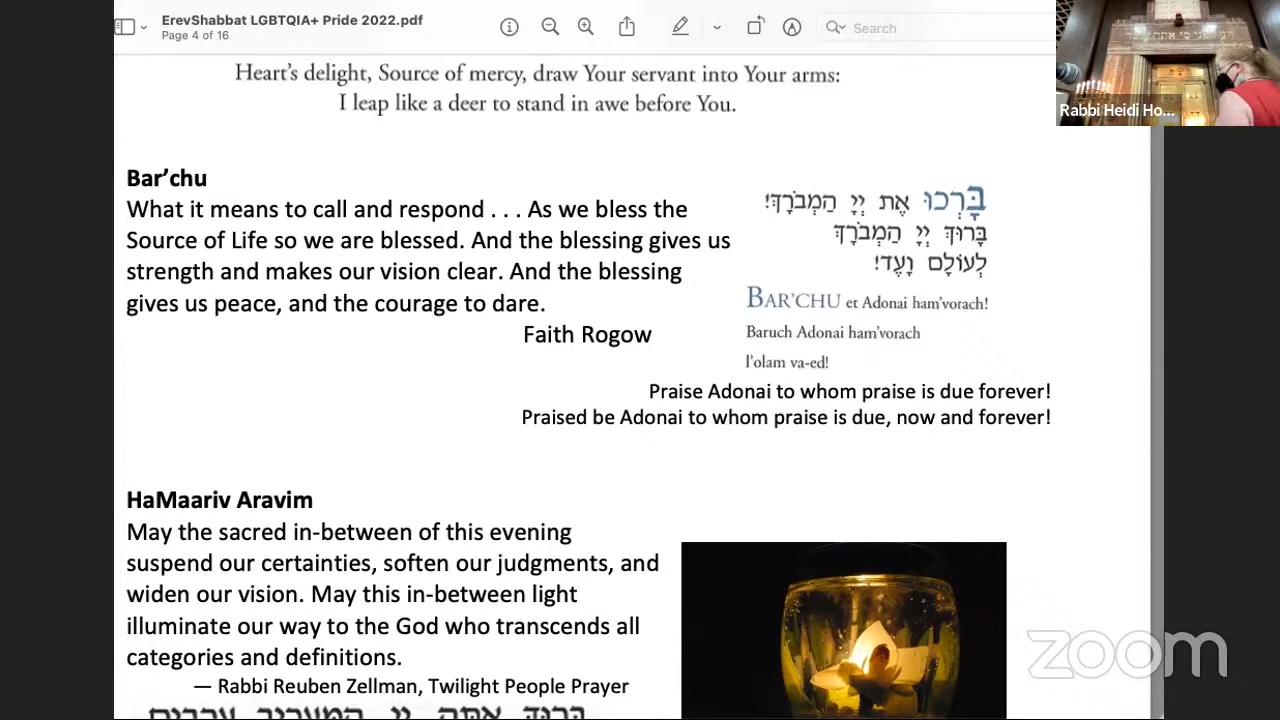 ErevShabbat LGBTQIA+ Pride 2022.pdf
Page 4 of 16
Search
Rabbi Heidi Ho...
Heart's delight, Source of mercy, draw Your servant into Your arms:
I leap like a deer to stand in awe before You.
Bar'chu
What it means to call and respond . . . As we bless the
Source of Life so we are blessed. And the blessing gives us
strength and makes our vision clear. And the blessing
gives us peace, and the courage to dare.
Faith Rogow
בָּרְכוּ אֶת יְיָ הַמְבֹרָךְ!
בָּרוּךְ יְיָ הַמְבֹרָךְ
לְעוֹלָם וָעֶד!
BAR'CHU et Adonai ham'vorach!
Baruch Adonai ham'vorach
l'olam va-ed!
Praise Adonai to whom praise is due forever!
Praised be Adonai to whom praise is due, now and forever!
HaMaariv Aravim
May the sacred in-between of this evening
suspend our certainties, soften our judgments, and
widen our vision. May this in-between light
illuminate our way to the God who transcends all
categories and definitions.
— Rabbi Reuben Zellman, Twilight People Prayer
zoom